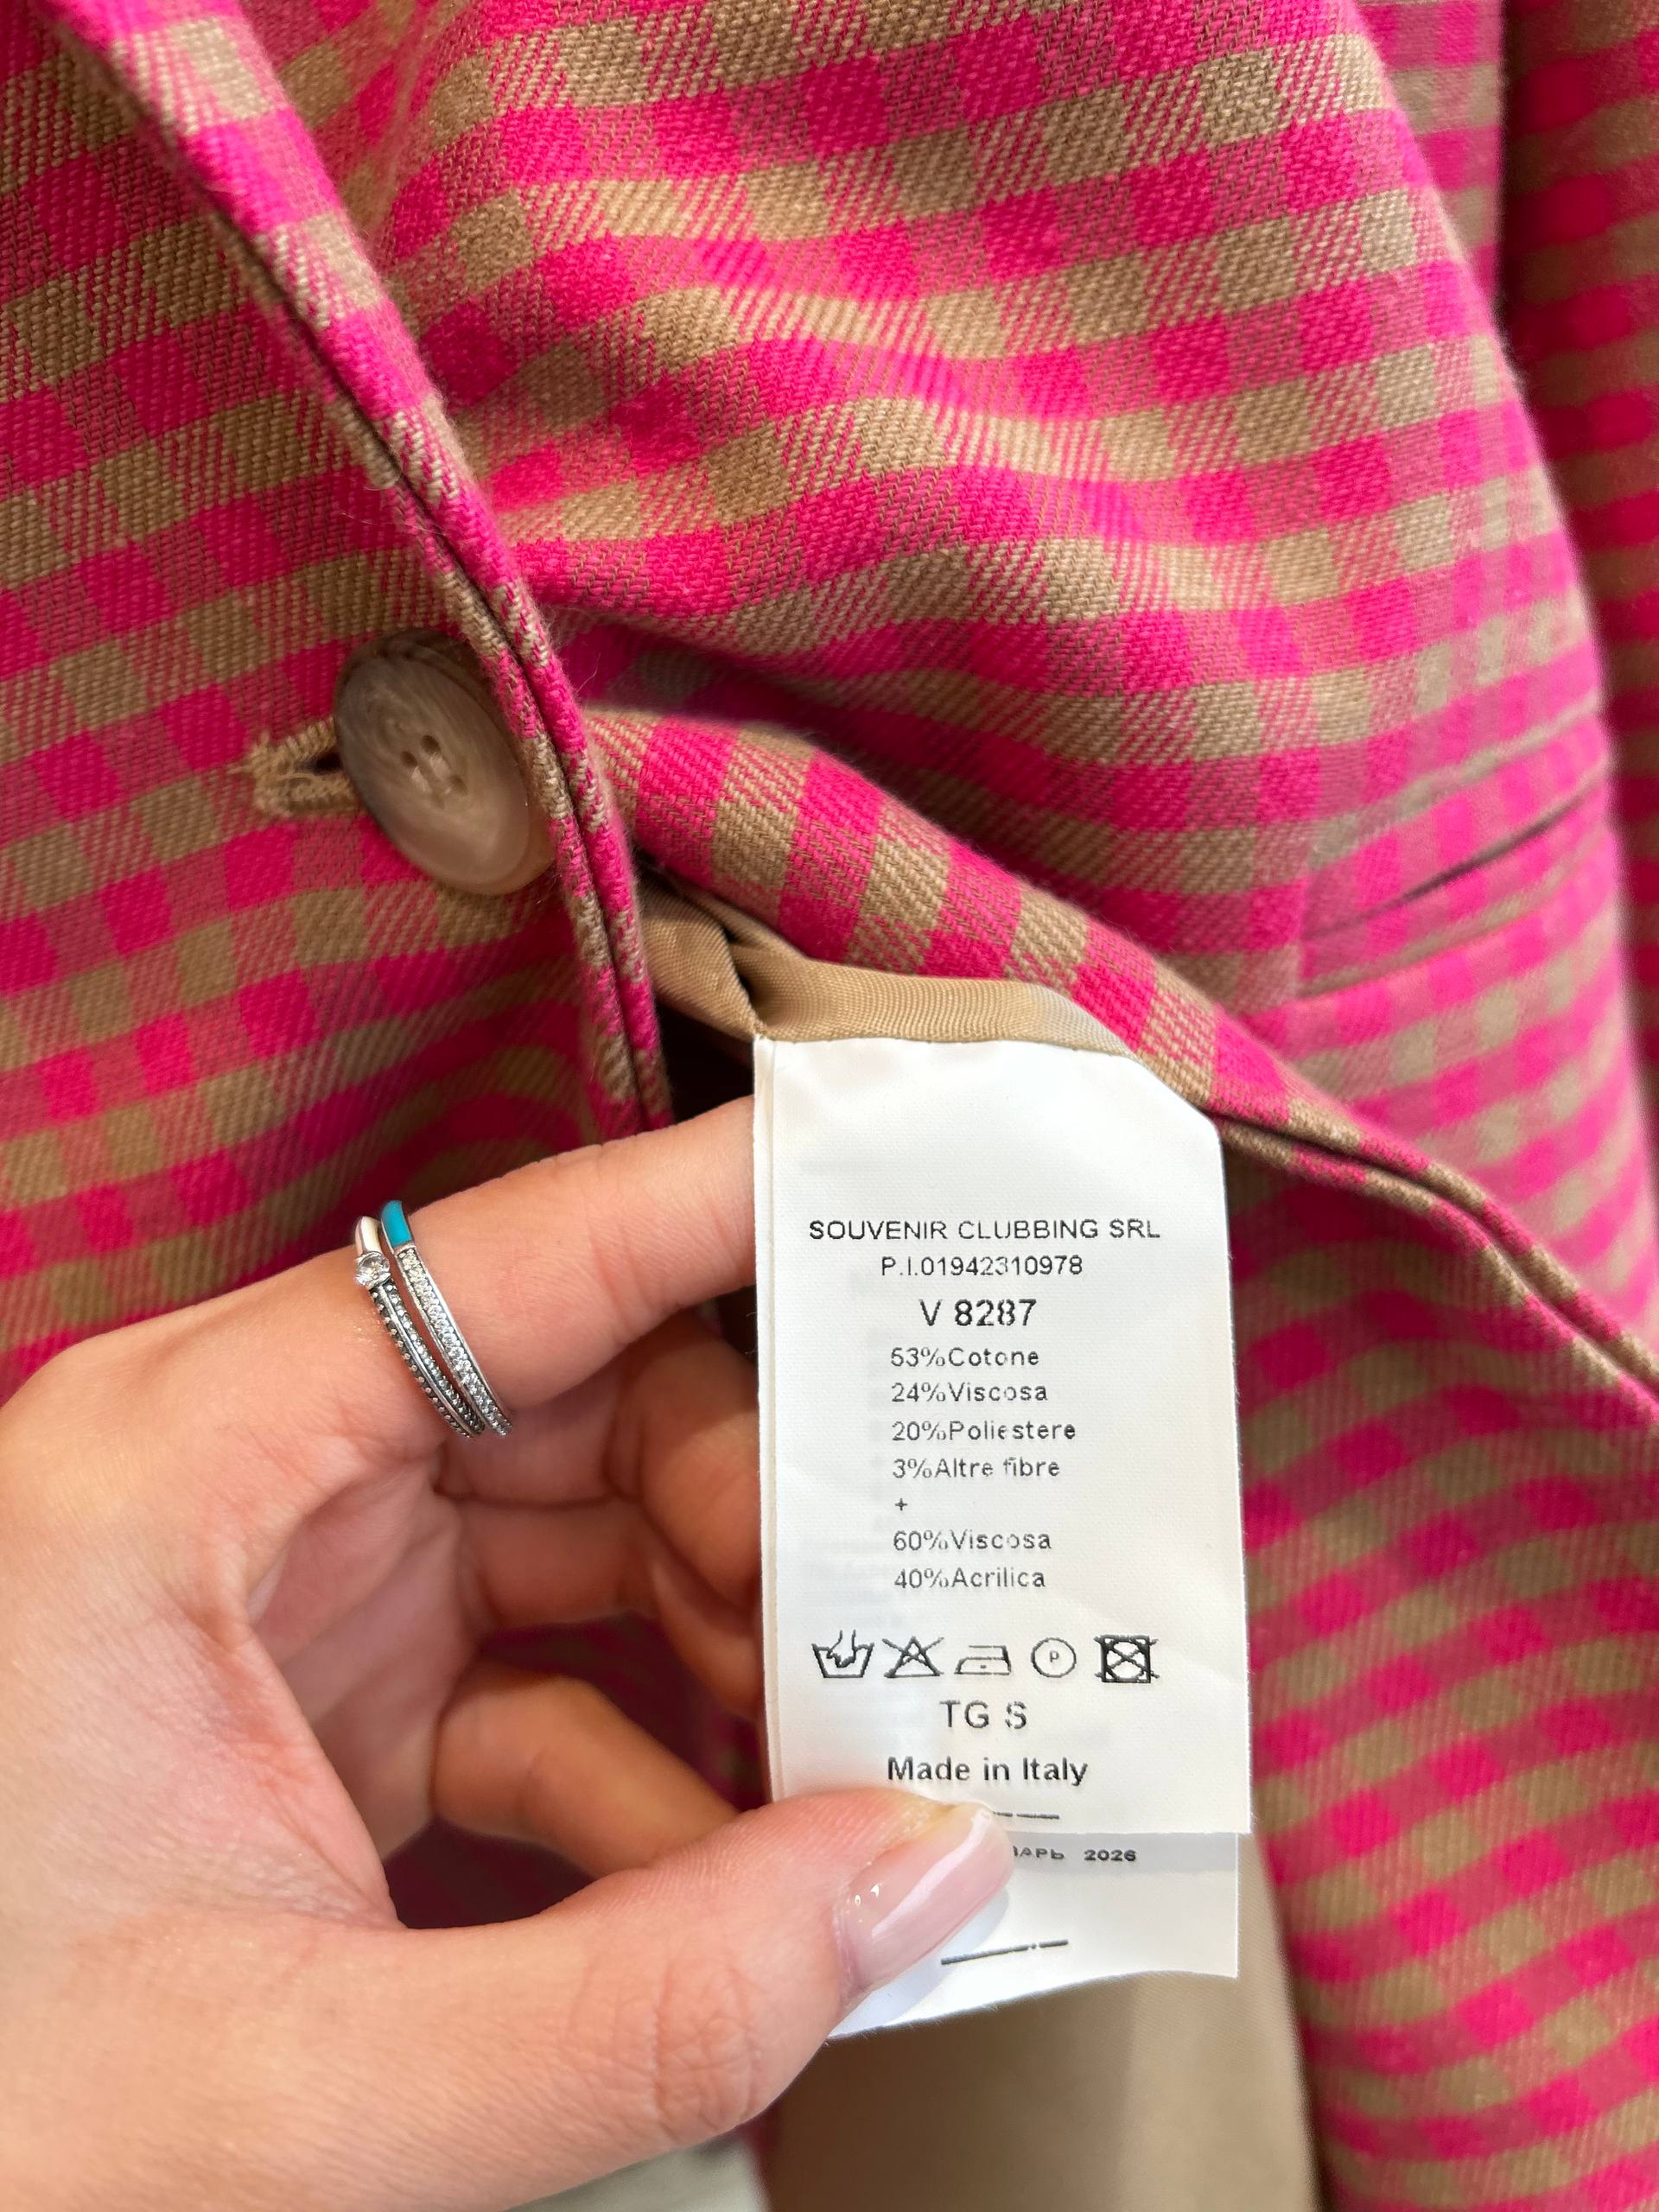 SOUVENIR CLUBBING SRL
P.I.01942310978
V 8287
53%Cotone
24%Viscosa
20%Poliestere
3%Altre fibre
+
60%Viscosa
40%Acrilica
P
TG S
Made in Italy
2026